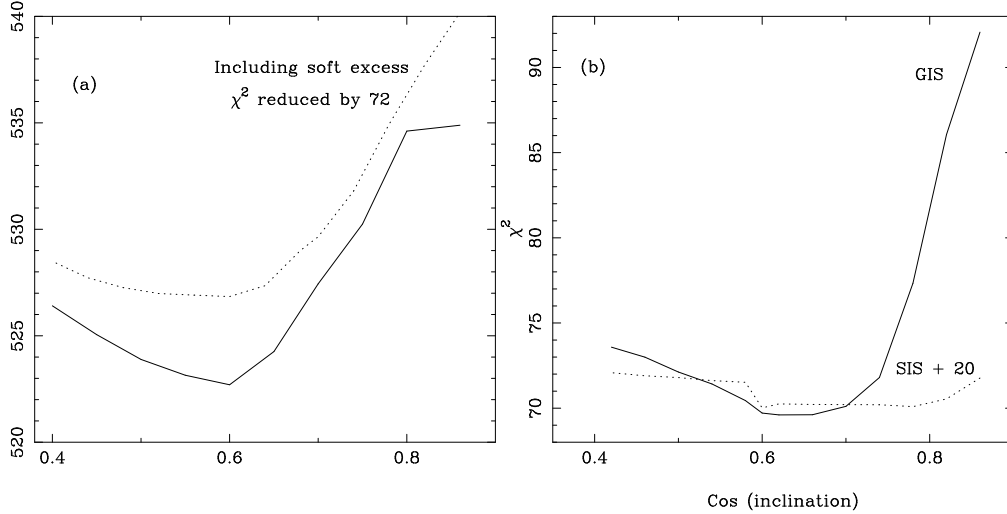 540
535
530
525
520
(a)
Including soft excess
χ² reduced by 72
0.4
0.6
0.8
χ²
90
85
80
75
70
(b)
GIS
SIS + 20
0.4
0.6
0.8
Cos (inclination)